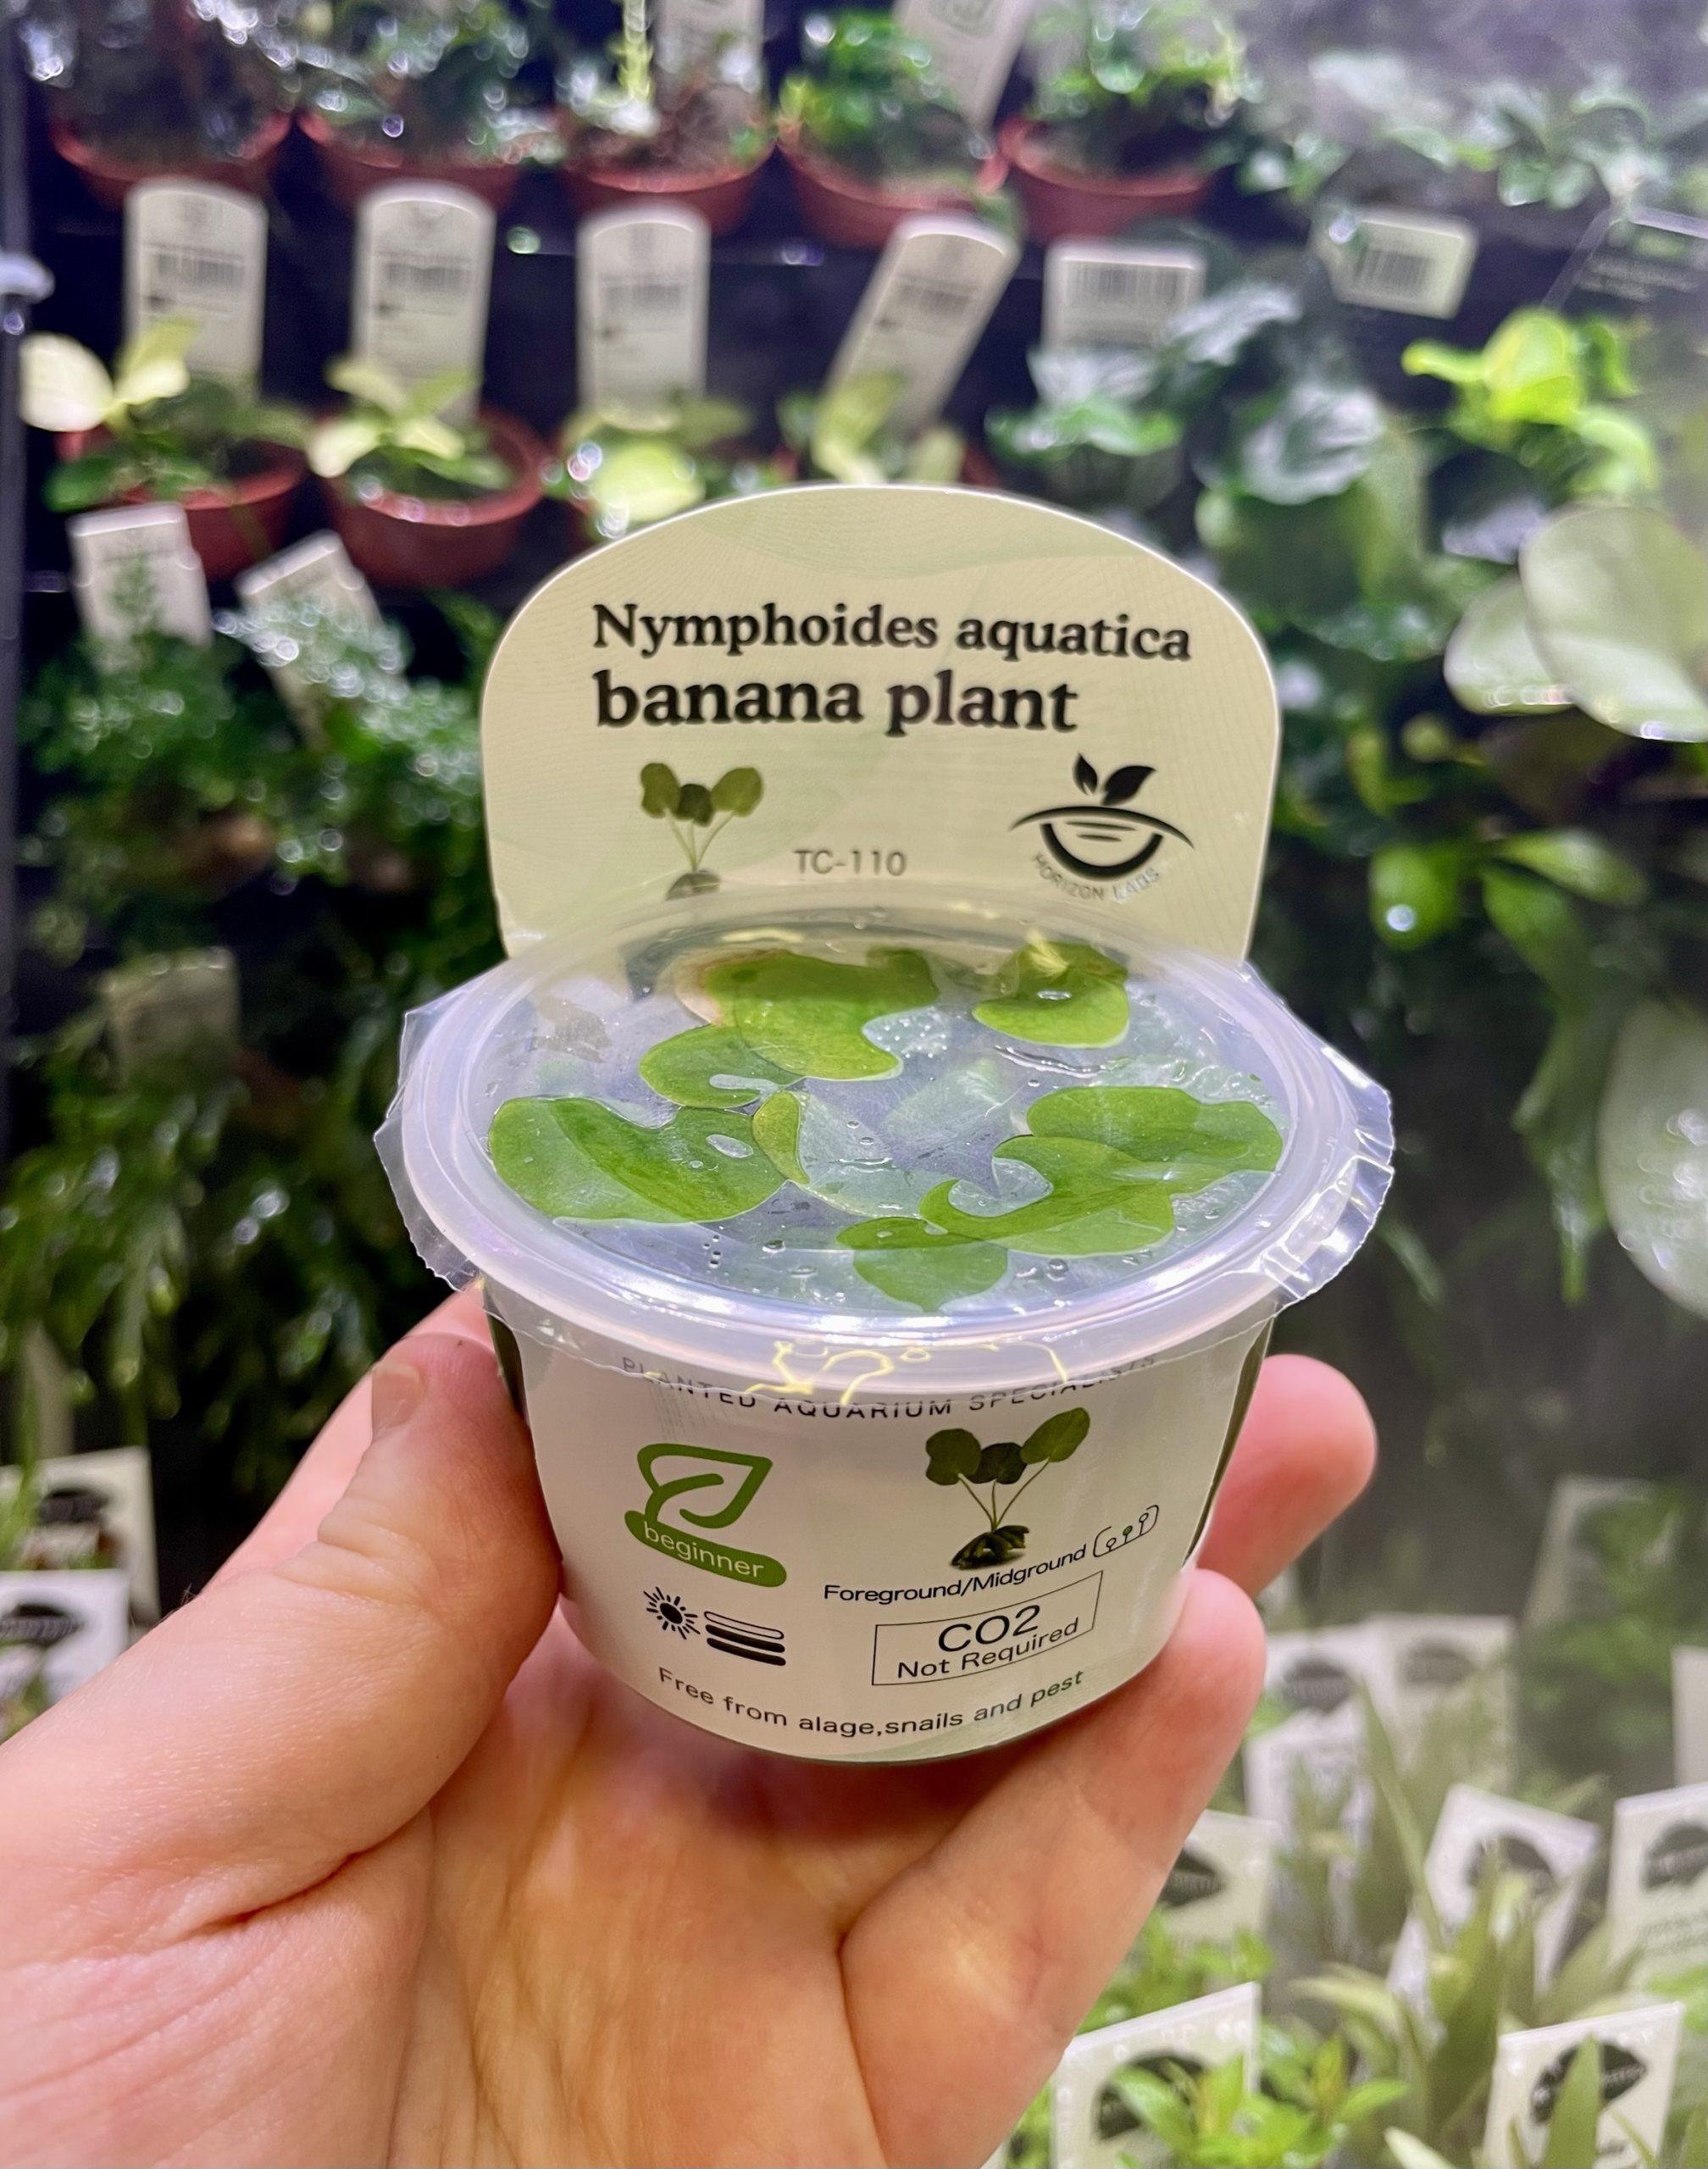 Nymphoides aquatica
banana plant
TC-110
HORIZON LABS
PLANTED AQUARIUM SPECIALISTS
beginner
Foreground/Midground
CO2
Not Required
Free from alage,snails and pest